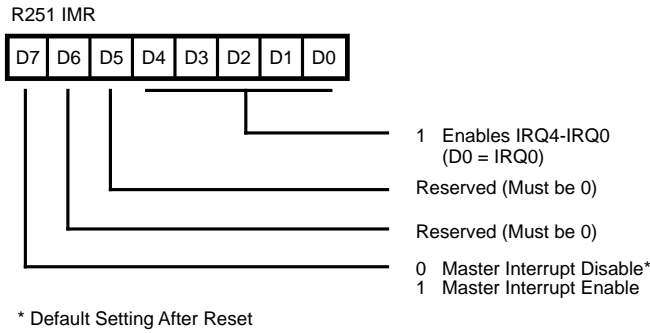 R251 IMR
D7 D6 D5 D4 D3 D2 D1 D0
1 Enables IRQ4-IRQ0
(D0 = IRQ0)
Reserved (Must be 0)
Reserved (Must be 0)
0 Master Interrupt Disable*
1 Master Interrupt Enable
* Default Setting After Reset